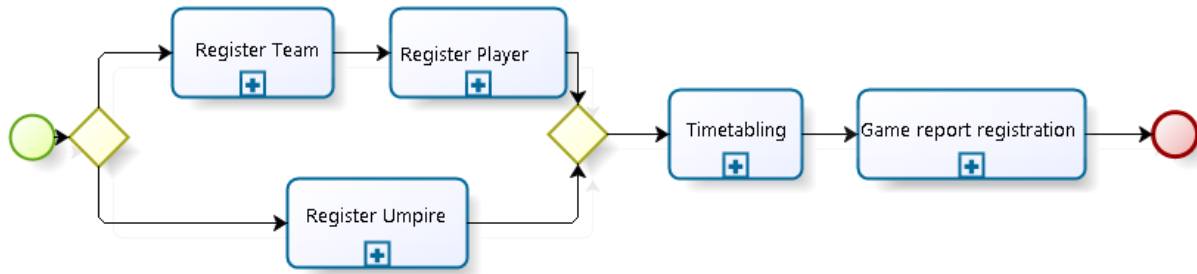 Register Team
Register Player
Register Umpire
Timetabling
Game report registration